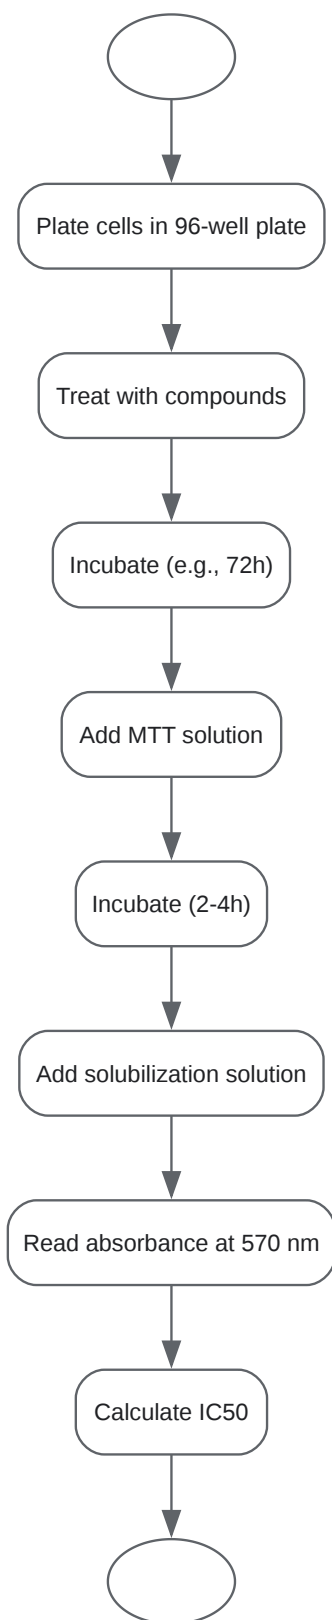 Plate cells in 96-well plate
Treat with compounds
Incubate (e.g., 72h)
Add MTT solution
Incubate (2-4h)
Add solubilization solution
Read absorbance at 570 nm
Calculate IC50